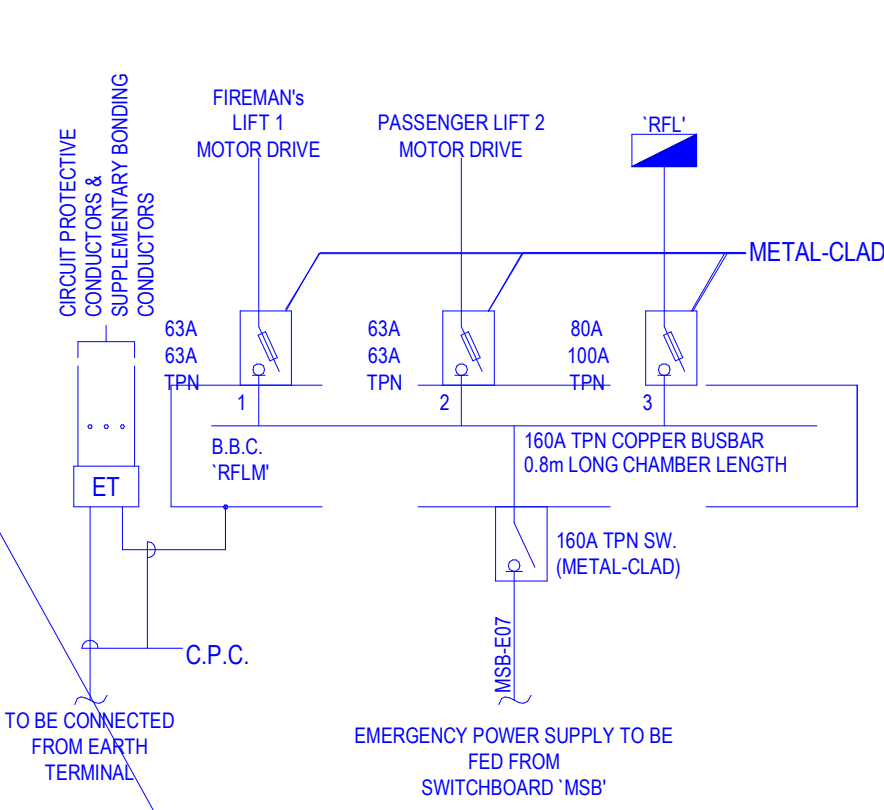 CIRCUIT PROTECTIVE
CONDUCTORS &
SUPPLEMENTARY BONDING
CONDUCTORS
FIREMAN's
LIFT 1
MOTOR DRIVE
PASSENGER LIFT 2
MOTOR DRIVE
`RFL'
METAL-CLAD
63A
63A
TPN
1
63A
63A
TPN
2
80A
100A
TPN
3
B.B.C.
`RFLM'
160A TPN COPPER BUSBAR
0.8m LONG CHAMBER LENGTH
ET
160A TPN SW.
(METAL-CLAD)
MSB-E07
C.P.C.
TO BE CONNECTED
FROM EARTH
TERMINAL
EMERGENCY POWER SUPPLY TO BE
FED FROM
SWITCHBOARD `MSB'